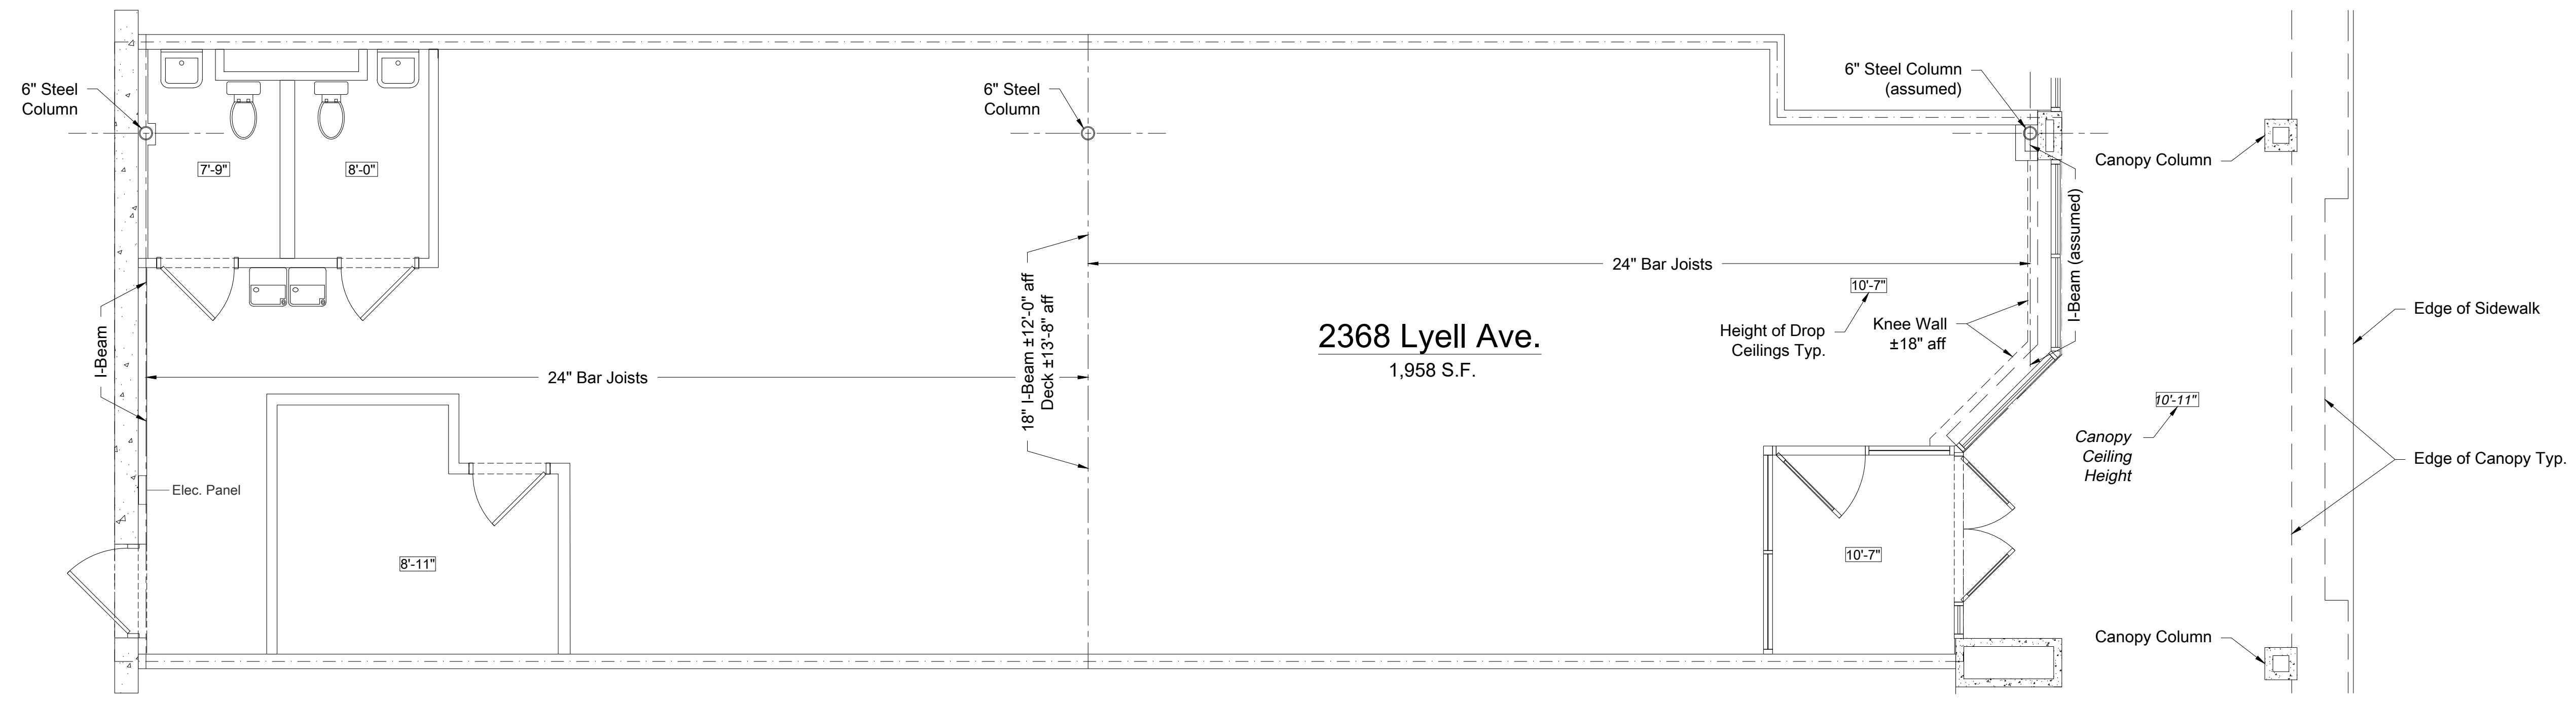 6" Steel
Column
6" Steel
Column
6" Steel Column
(assumed)
Canopy Column
7'-9"
8'-0"
I-Beam (assumed)
24" Bar Joists
10'-7"
18" I-Beam ±12'-0" aff
Deck ±13'-8" aff
Edge of Sidewalk
2368 Lyell Ave.
1,958 S.F.
Height of Drop
Ceilings Typ.
Knee Wall
±18" aff
I-Beam
24" Bar Joists
10'-11"
Canopy
Ceiling
Height
Edge of Canopy Typ.
Elec. Panel
8'-11"
10'-7"
Canopy Column